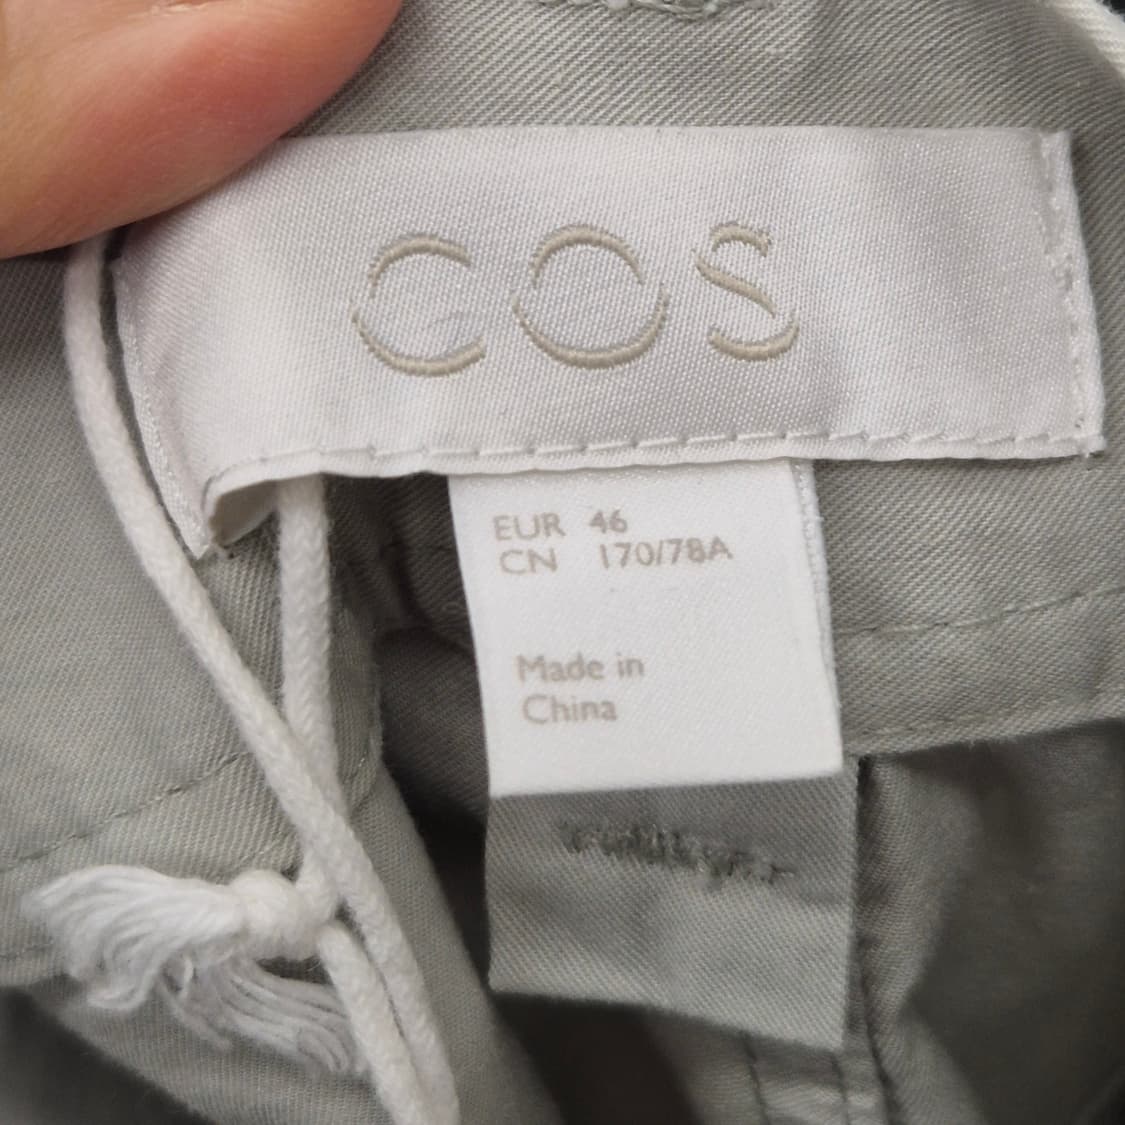 COS
EUR 46
CN 170/78A
Made in
China